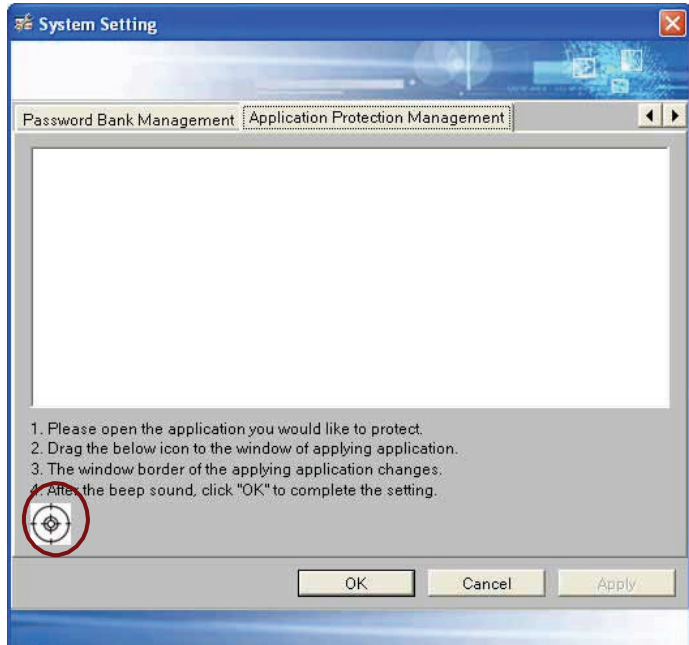 System Setting
Password Bank Management Application Protection Management
1. Please open the application you would like to protect.
2. Drag the below icon to the window of applying application.
3. The window border of the applying application changes.
4. After the beep sound, click "OK" to complete the setting.
OK Cancel Apply